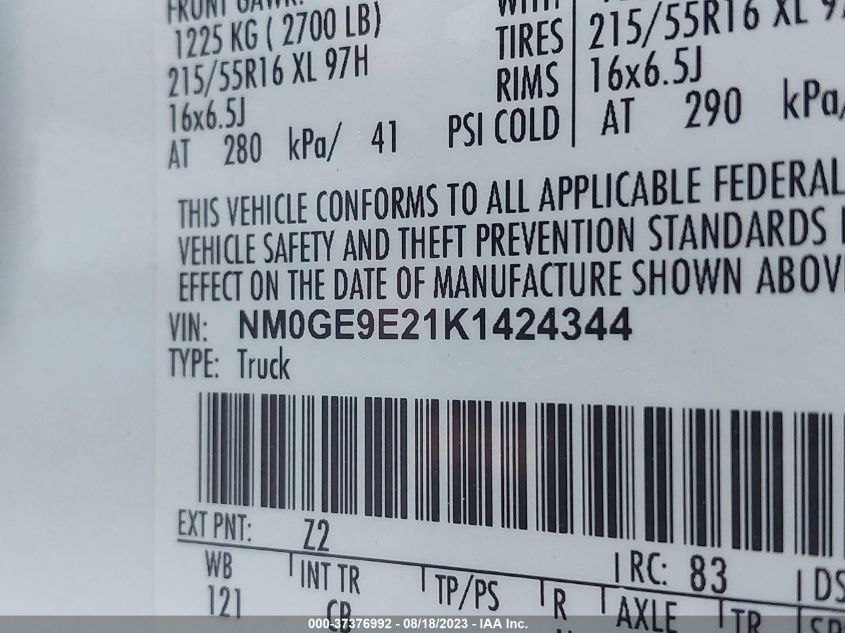 FRONT GAWR:
1225 KG ( 2700 LB)
215/55R16 XL 97H
16x6.5J
AT 280 kPa/ 41 PSI COLD
WITH
TIRES 215/55R16 XL
RIMS 16x6.5J
AT 290 kPa/
THIS VEHICLE CONFORMS TO ALL APPLICABLE FEDERAL
VEHICLE SAFETY AND THEFT PREVENTION STANDARDS
EFFECT ON THE DATE OF MANUFACTURE SHOWN ABOV
VIN: NM0GE9E21K1424344
TYPE: Truck
EXT PNT: Z2 RC: 83 DS
WB INT TR TP/PS R AXLE TR
121 CB
000-37376992 - 08/18/2023 - IAA Inc.